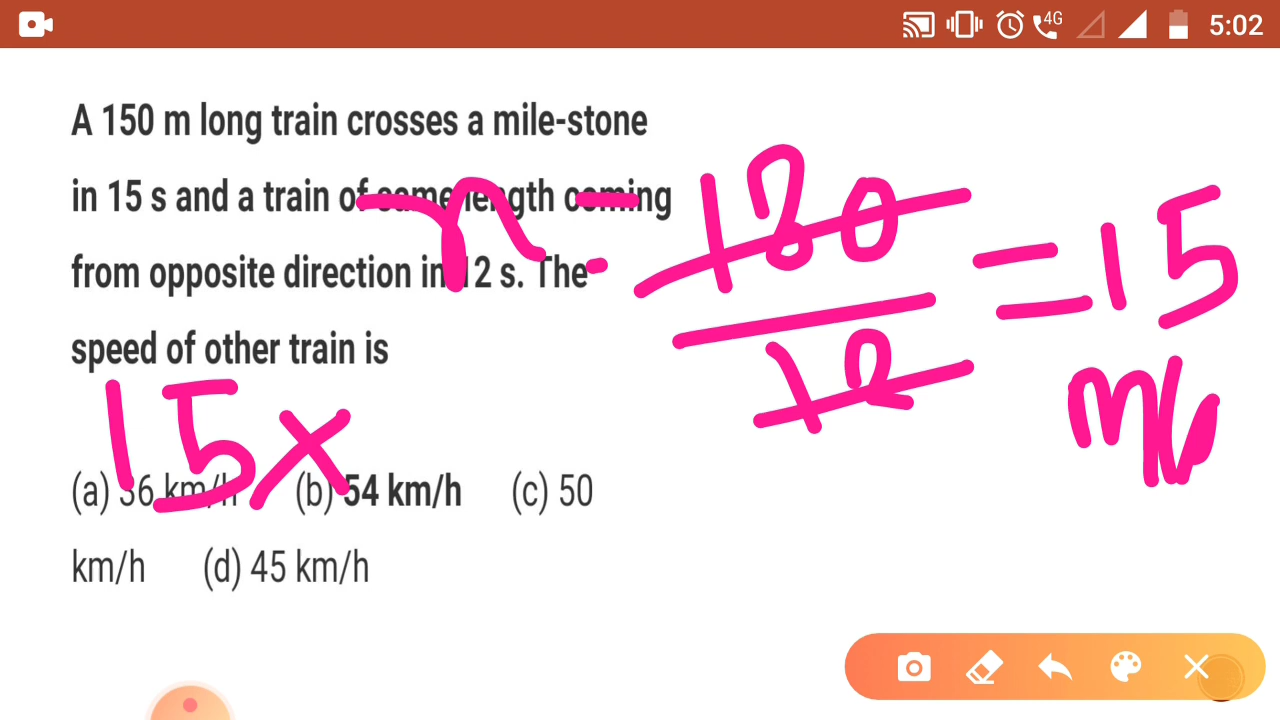 4G 5:02
A 150 m long train crosses a mile-stone
in 15 s and a train of same length coming
from opposite direction in 12 s. The
speed of other train is
(a) 36 km/h (b) 54 km/h (c) 50
km/h (d) 45 km/h
180
12
= 15
15 x